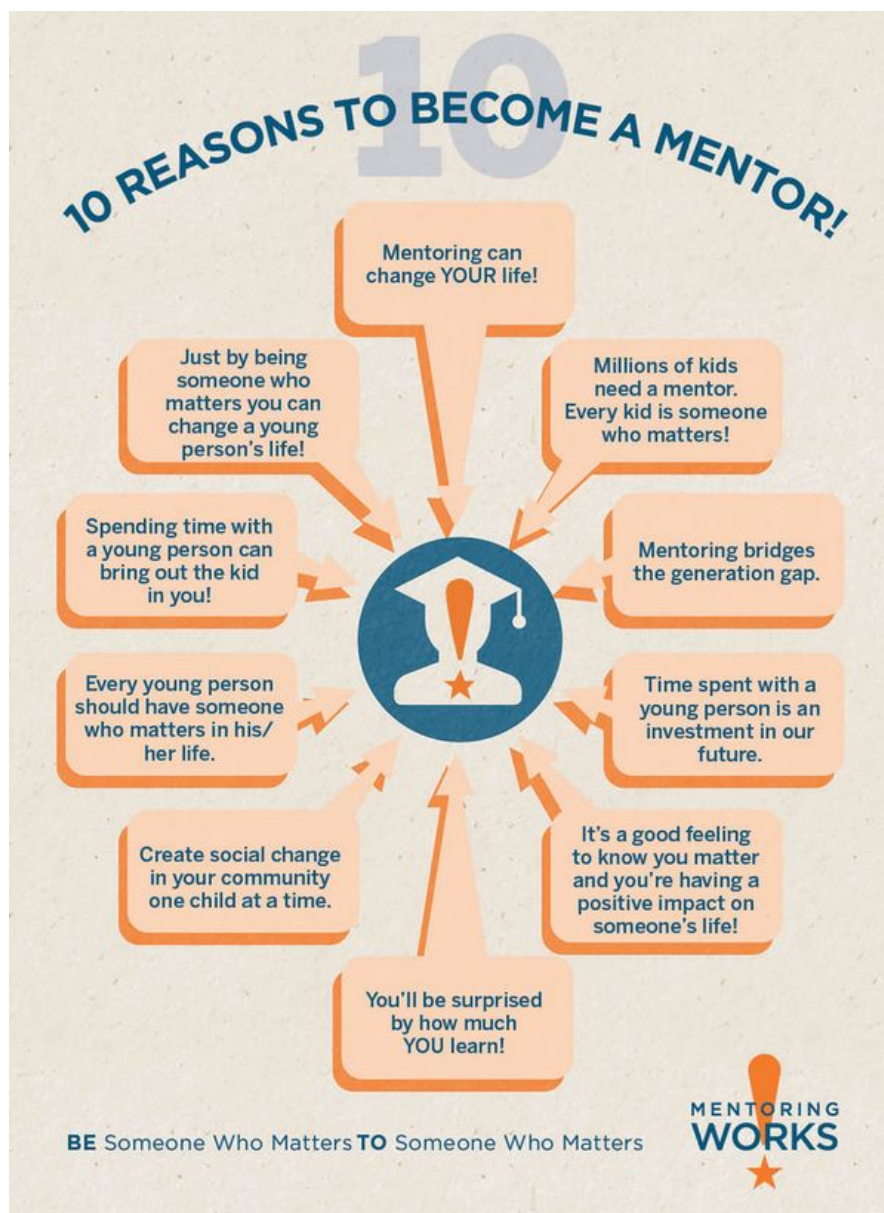 10
10 REASONS TO BECOME A MENTOR!
Mentoring can
change YOUR life!
Just by being
someone who
matters you can
change a young
person's life!
Millions of kids
need a mentor.
Every kid is someone
who matters!
Spending time with
a young person can
bring out the kid
in you!
Mentoring bridges
the generation gap.
Every young person
should have someone
who matters in his/
her life.
Time spent with a
young person is an
investment in our
future.
Create social change
in your community
one child at a time.
It's a good feeling
to know you matter
and you're having a
positive impact on
someone's life!
You'll be surprised
by how much
YOU learn!
BE Someone Who Matters TO Someone Who Matters
MENTORING
WORKS